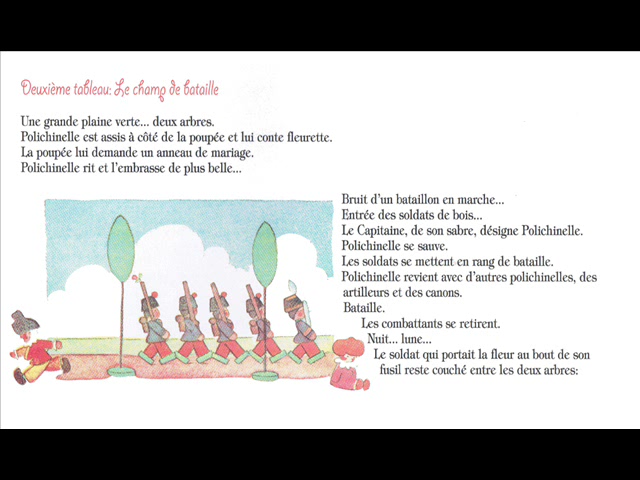 Deuxième tableau: Le champ de bataille
Une grande plaine verte... deux arbres.
Polichinelle est assis à côté de la poupée et lui conte fleurette.
La poupée lui demande un anneau de mariage.
Polichinelle rit et l'embrasse de plus belle...
Bruit d'un bataillon en marche...
Entrée des soldats de bois...
Le Capitaine, de son sabre, désigne Polichinelle.
Polichinelle se sauve.
Les soldats se mettent en rang de bataille.
Polichinelle revient avec d'autres polichinelles, des
artilleurs et des canons.
Bataille.
Les combattants se retirent.
Nuit... lune...
Le soldat qui portait la fleur au bout de son
fusil reste couché entre les deux arbres: